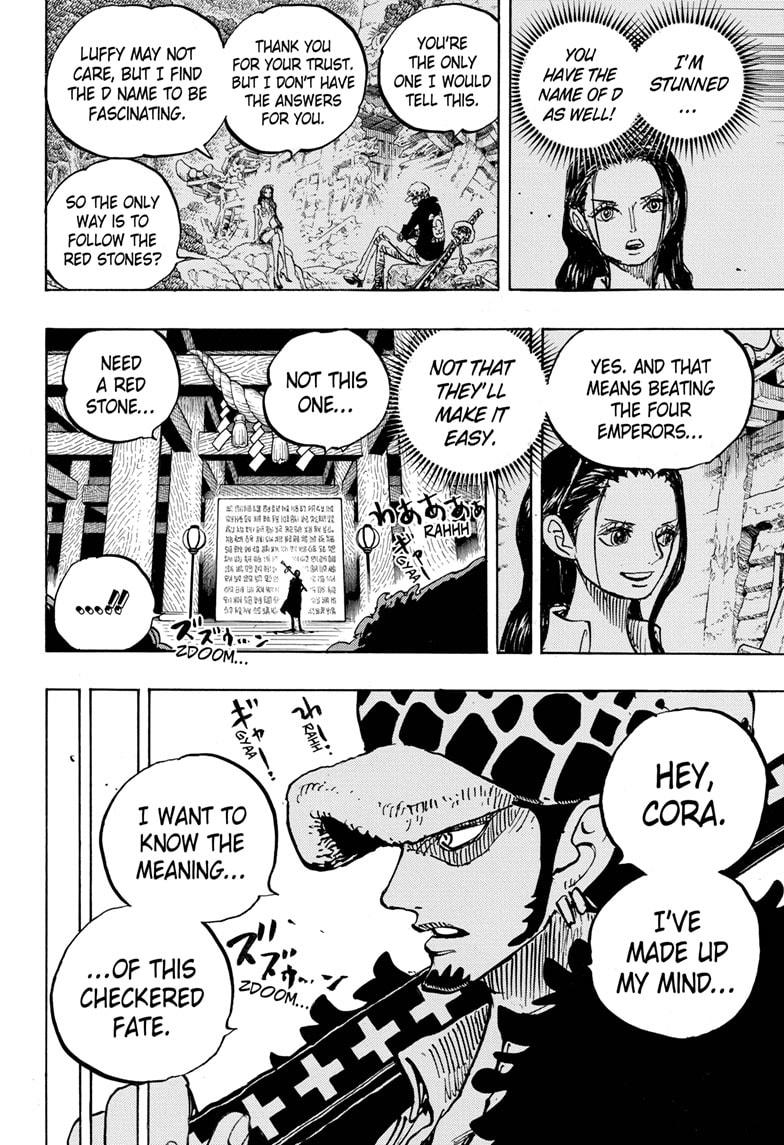 I'M
STUNNED
...
YOU
HAVE THE
NAME OF D
AS WELL!
YOU'RE
THE ONLY
ONE I WOULD
TELL THIS.
THANK YOU
FOR YOUR TRUST.
BUT I DON'T HAVE
THE ANSWERS
FOR YOU.
LUFFY MAY NOT
CARE, BUT I FIND
THE D NAME TO BE
FASCINATING.
SO THE ONLY
WAY IS TO
FOLLOW THE
RED STONES?
YES. AND THAT
MEANS BEATING
THE FOUR
EMPERORS...
NOT THAT
THEY'LL
MAKE IT
EASY.
NOT THIS
ONE...
NEED
A RED
STONE...
わあああぁ
RAHHH
ギャー
GYAA
ズズゥ…ン
ZDOOM...
....!!
HEY,
CORA.
I'VE
MADE UP
MY MIND...
わー
RAHH
ギャー
GYAA
I WANT TO
KNOW THE
MEANING...
ズズゥ…ン
ZDOOM...
...OF THIS
CHECKERED
FATE.